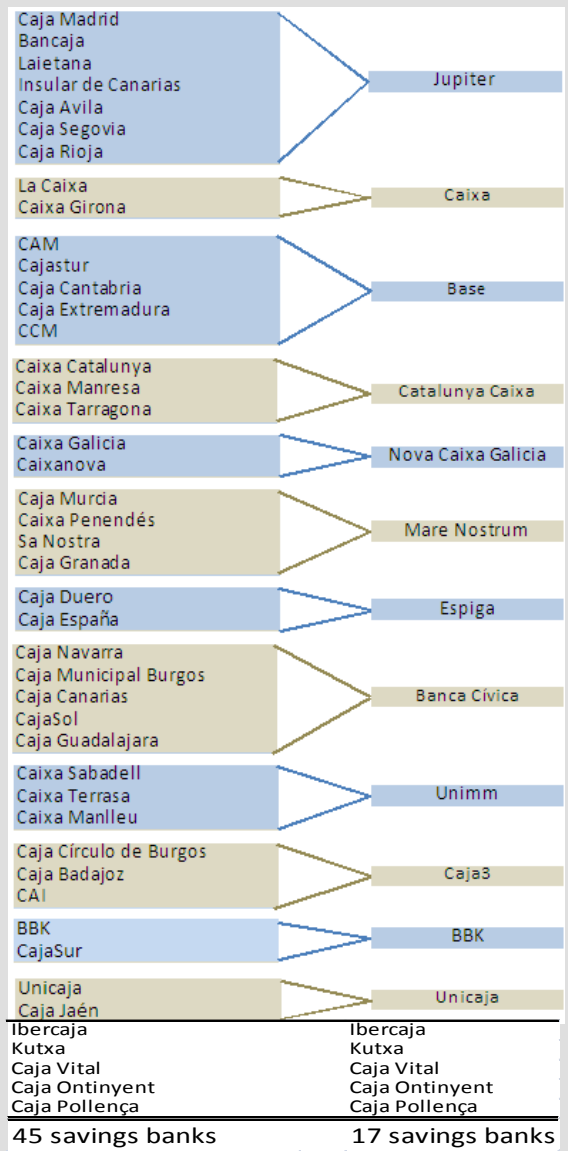 Caja Madrid
Bancaja
Laietana
Insular de Canarias
Caja Avila
Caja Segovia
Caja Rioja
Jupiter
La Caixa
Caixa Girona
Caixa
CAM
Cajastur
Caja Cantabria
Caja Extremadura
CCM
Base
Caixa Catalunya
Caixa Manresa
Caixa Tarragona
Catalunya Caixa
Caixa Galicia
Caixanova
Nova Caixa Galicia
Caja Murcia
Caixa Penendés
Sa Nostra
Caja Granada
Mare Nostrum
Caja Duero
Caja España
Espiga
Caja Navarra
Caja Municipal Burgos
Caja Canarias
CajaSol
Caja Guadalajara
Banca Cívica
Caixa Sabadell
Caixa Terrasa
Caixa Manlleu
Unimm
Caja Círculo de Burgos
Caja Badajoz
CAI
Caja3
BBK
CajaSur
BBK
Unicaja
Caja Jaén
Unicaja
Ibercaja Ibercaja
Kutxa Kutxa
Caja Vital Caja Vital
Caja Ontinyent Caja Ontinyent
Caja Pollença Caja Pollença
45 savings banks 17 savings banks